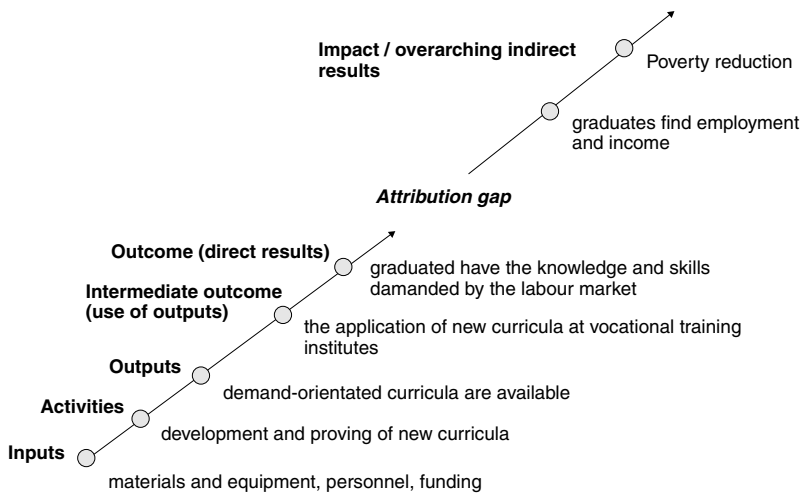 Impact / overarching indirect
results
Poverty reduction
graduates find employment
and income
Attribution gap
Outcome (direct results)
graduated have the knowledge and skills
damanded by the labour market
Intermediate outcome
(use of outputs)
the application of new curricula at vocational training
institutes
Outputs
demand-orientated curricula are available
Activities
development and proving of new curricula
Inputs
materials and equipment, personnel, funding